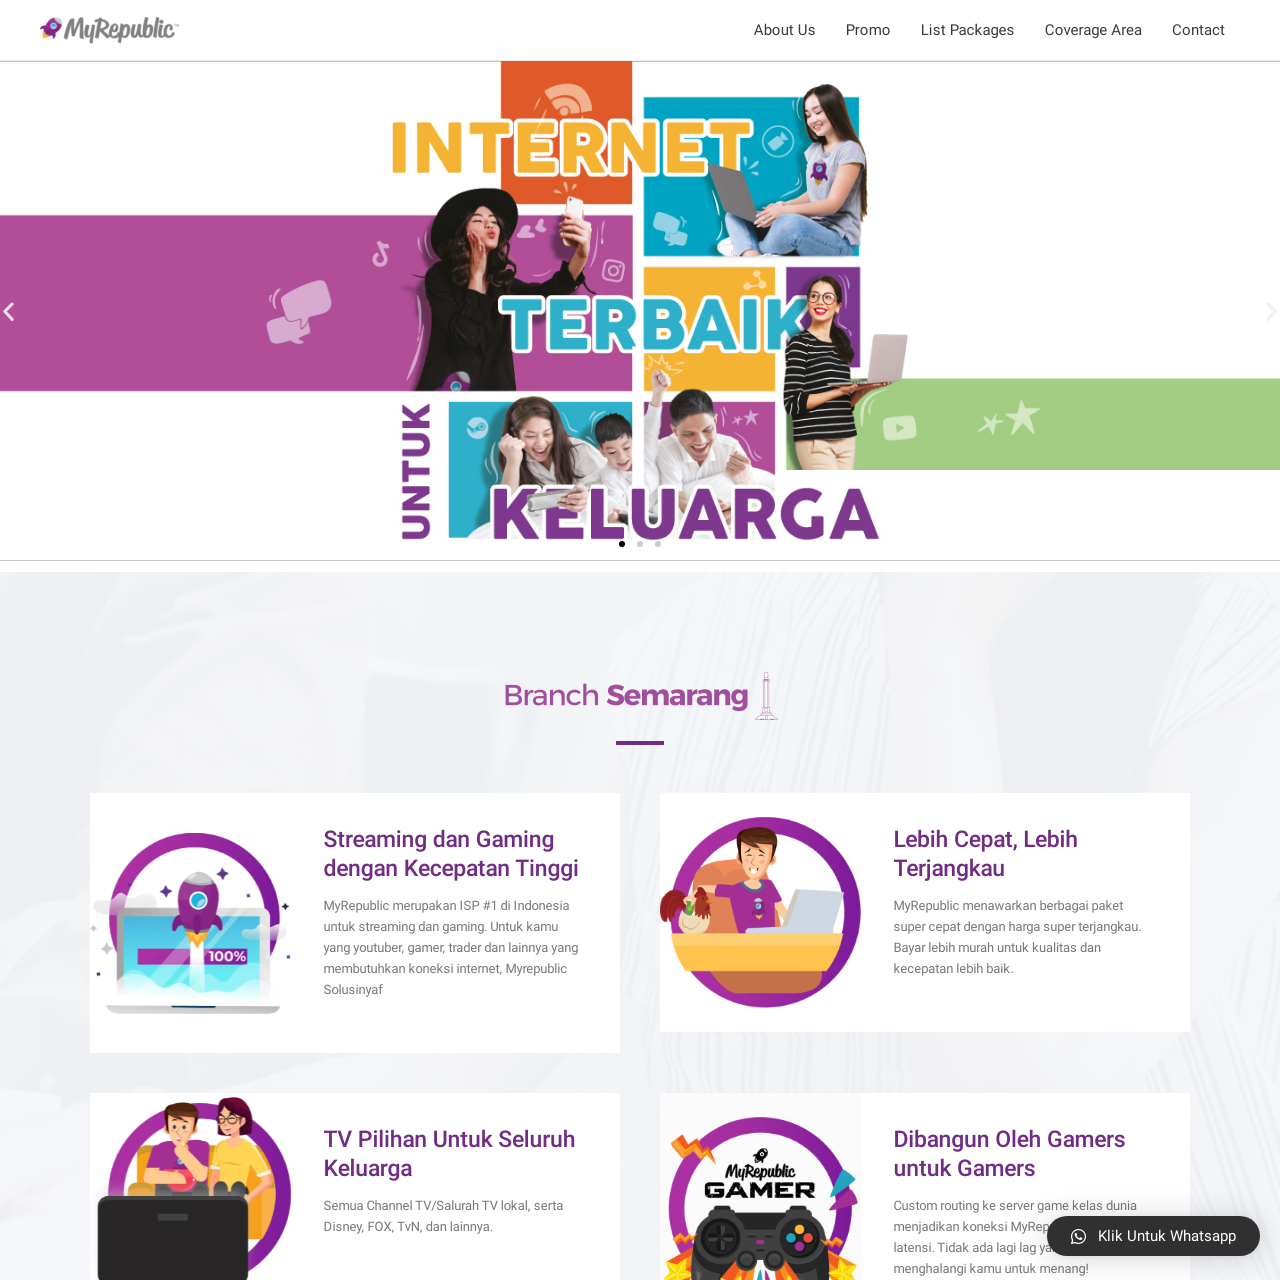 MyRepublic™
About Us
Promo
List Packages
Coverage Area
Contact
INTERNET
TERBAIK
UNTUK
KELUARGA
Branch Semarang
Streaming dan Gaming
dengan Kecepatan Tinggi
MyRepublic merupakan ISP #1 di Indonesia
untuk streaming dan gaming. Untuk kamu
yang youtuber, gamer, trader dan lainnya yang
membutuhkan koneksi internet, Myrepublic
Solusinyaf
100%
Lebih Cepat, Lebih
Terjangkau
MyRepublic menawarkan berbagai paket
super cepat dengan harga super terjangkau.
Bayar lebih murah untuk kualitas dan
kecepatan lebih baik.
TV Pilihan Untuk Seluruh
Keluarga
Semua Channel TV/Salurah TV lokal, serta
Disney, FOX, TvN, dan lainnya.
MyRepublic
GAMER
Dibangun Oleh Gamers
untuk Gamers
Custom routing ke server game kelas dunia
menjadikan koneksi MyRep
latensi. Tidak ada lagi lag
menghalangi kamu untuk menang!
Klik Untuk Whatsapp